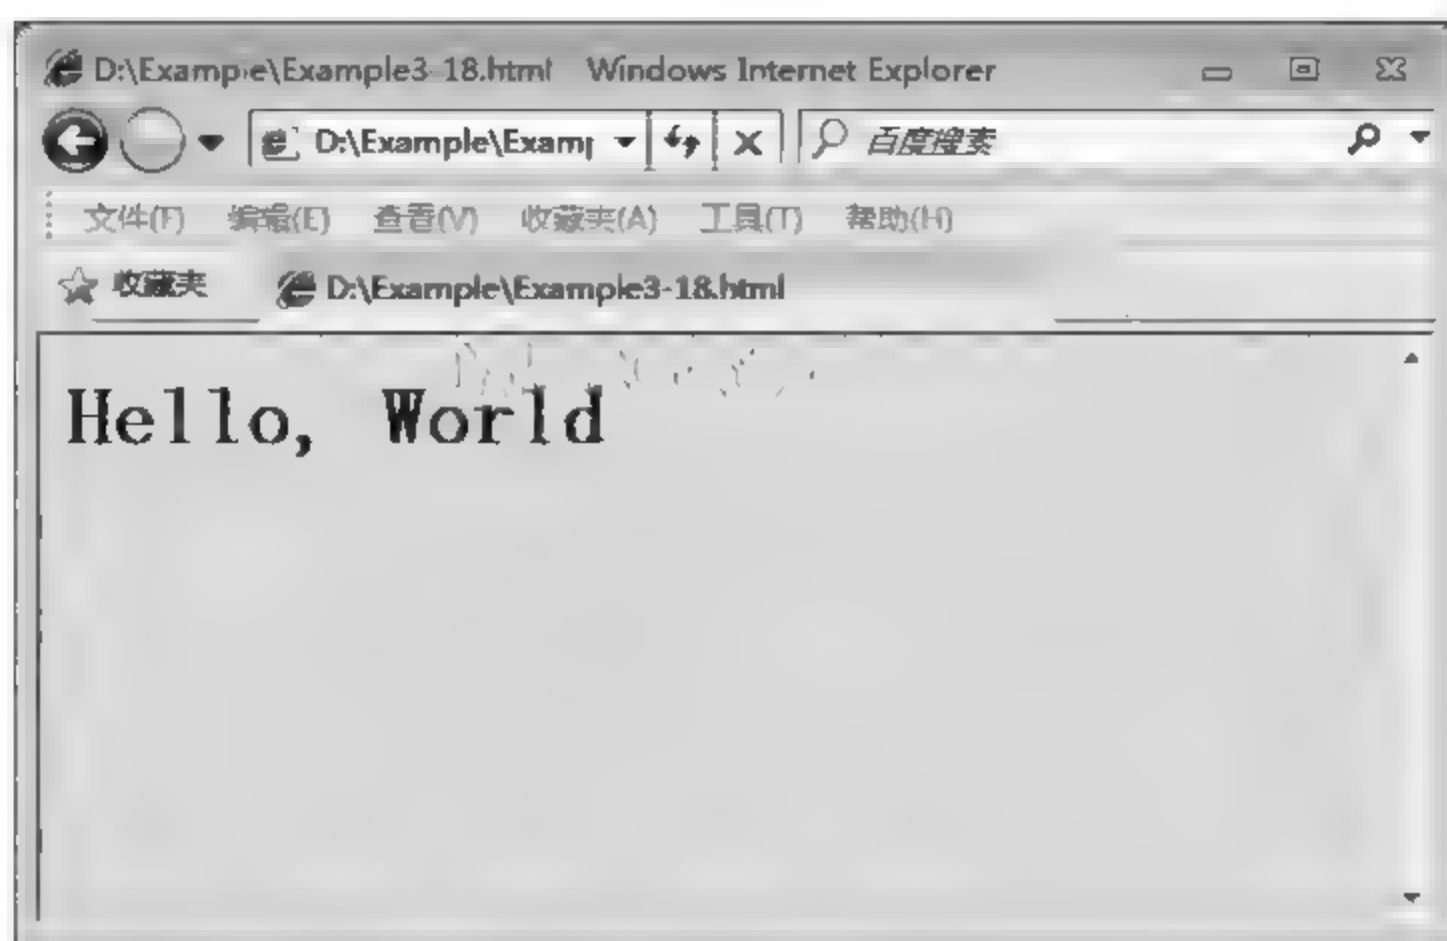 D:\Example\Example3-18.html Windows Internet Explorer
D:\Example\Examp 百度搜索
文件(F) 编辑(E) 查看(V) 收藏夹(A) 工具(T) 帮助(H)
收藏夹 D:\Example\Example3-18.html
Hello, World